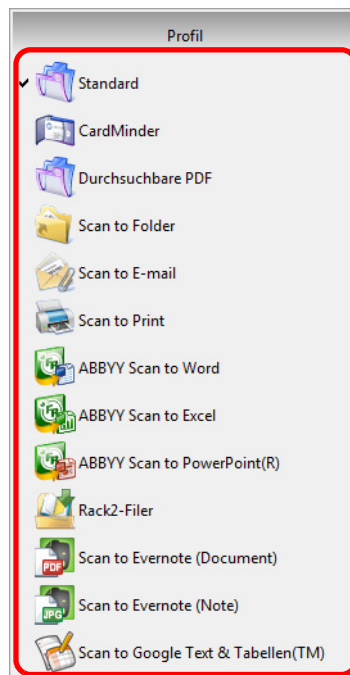 Profil
Standard
CardMinder
Durchsuchbare PDF
Scan to Folder
Scan to E-mail
Scan to Print
ABBYY Scan to Word
ABBYY Scan to Excel
ABBYY Scan to PowerPoint(R)
Rack2-Filer
PDF
Scan to Evernote (Document)
JPG
Scan to Evernote (Note)
Scan to Google Text & Tabellen(TM)